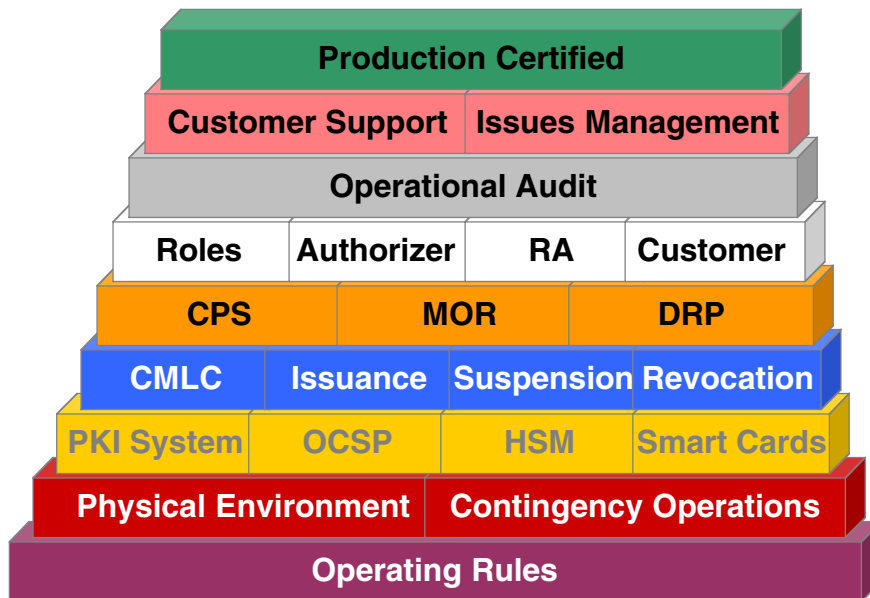 Production Certified
Customer Support Issues Management
Operational Audit
Roles Authorizer RA Customer
CPS MOR DRP
CMLC Issuance Suspension Revocation
PKI System OCSP HSM Smart Cards
Physical Environment Contingency Operations
Operating Rules